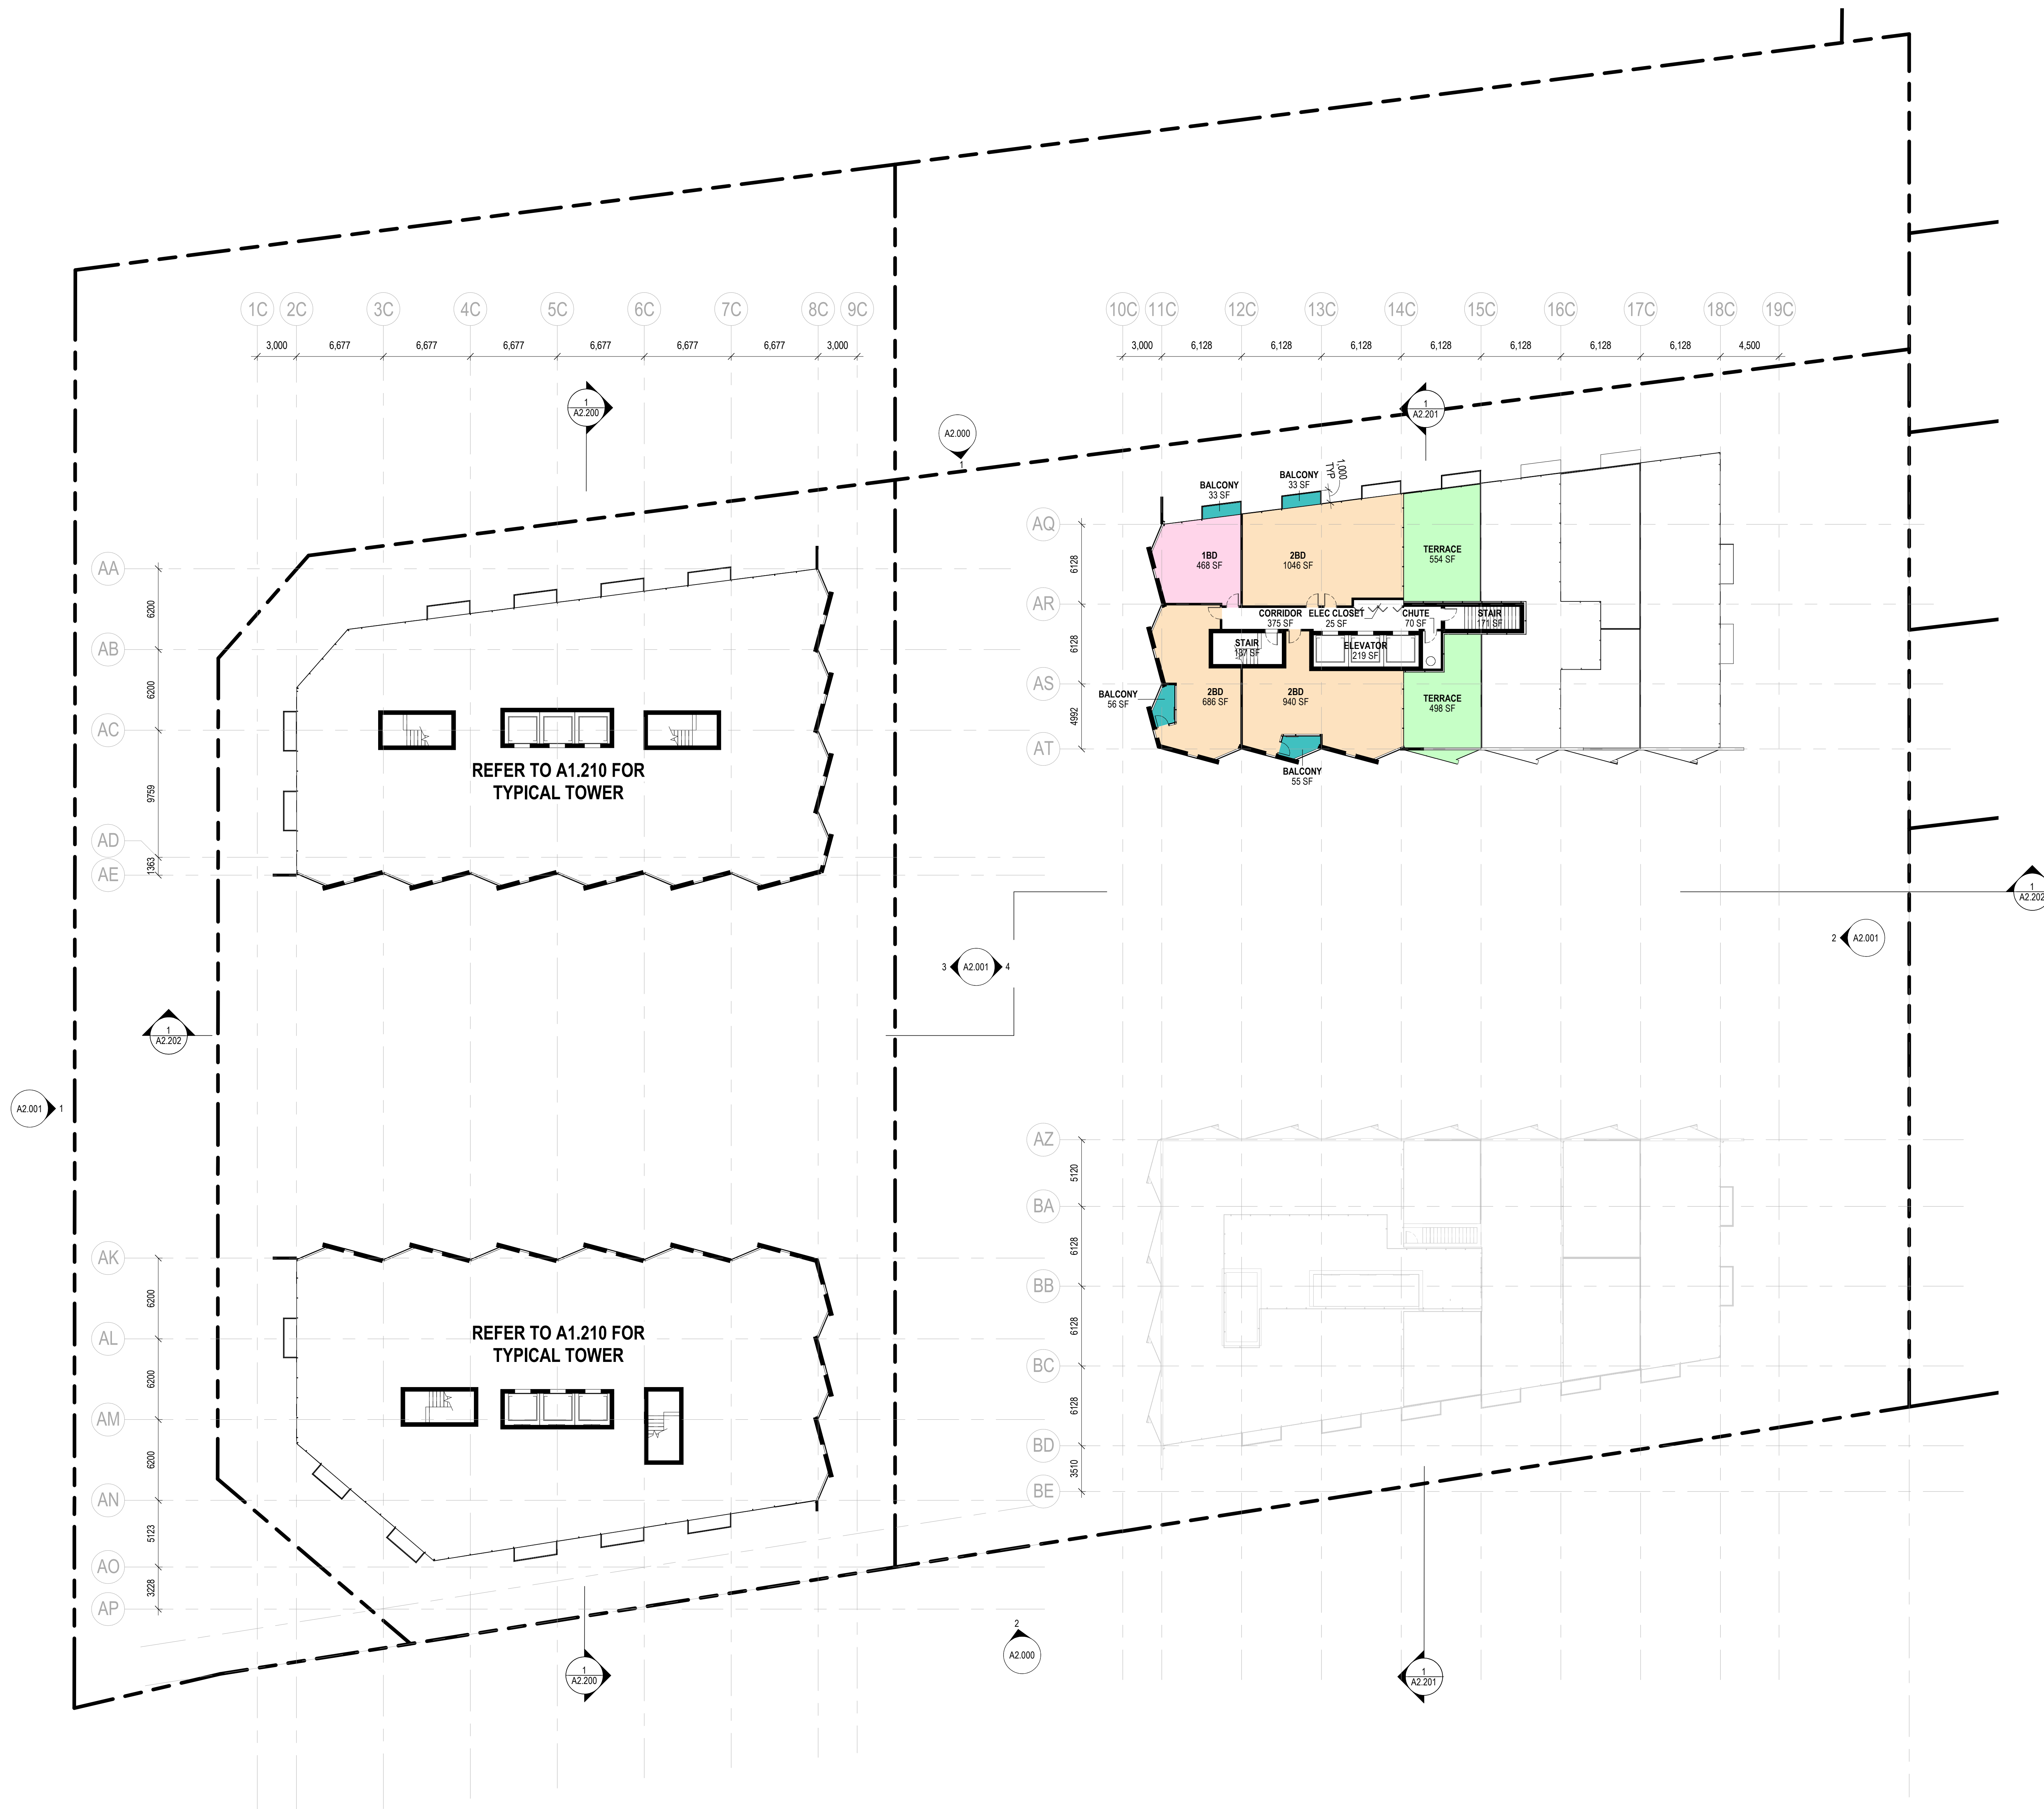 1C 2C 3C 4C 5C 6C 7C 8C 9C
10C 11C 12C 13C 14C 15C 16C 17C 18C 19C
3,000 6,677 6,677 6,677 6,677 6,677 6,677 3,000
3,000 6,128 6,128 6,128 6,128 6,128 6,128 6,128 4,500
1
A2.200
A2.000
1
1
A2.201
AA
6200
AB
6200
AC
9759
AD
1363
AE
REFER TO A1.210 FOR
TYPICAL TOWER
AQ
6128
AR
6128
AS
4992
AT
BALCONY
33 SF
BALCONY
33 SF
1,000
TYP
1BD
468 SF
2BD
1046 SF
TERRACE
554 SF
CORRIDOR
375 SF
ELEC CLOSET
25 SF
CHUTE
70 SF
STAIR
171 SF
STAIR
187 SF
ELEVATOR
219 SF
BALCONY
56 SF
2BD
686 SF
2BD
940 SF
TERRACE
498 SF
BALCONY
55 SF
1
A2.202
2
A2.001
3
A2.001
4
1
A2.202
A2.001
1
AZ
5120
BA
6128
BB
6128
BC
6128
BD
3510
BE
AK
6200
AL
6200
AM
6200
AN
5123
AO
3228
AP
REFER TO A1.210 FOR
TYPICAL TOWER
1
A2.200
2
A2.000
1
A2.201